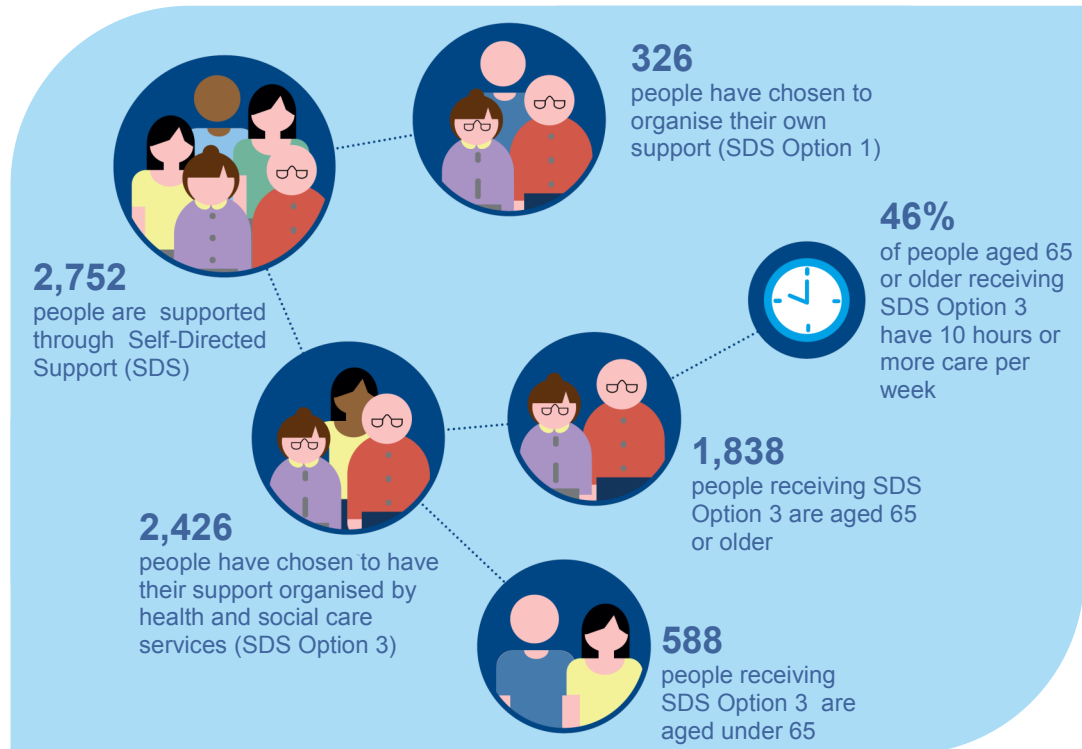 326
people have chosen to
organise their own
support (SDS Option 1)
46%
of people aged 65
or older receiving
SDS Option 3
have 10 hours or
more care per
week
2,752
people are supported
through Self-Directed
Support (SDS)
1,838
people receiving SDS
Option 3 are aged 65
or older
2,426
people have chosen to have
their support organised by
health and social care
services (SDS Option 3)
588
people receiving
SDS Option 3 are
aged under 65